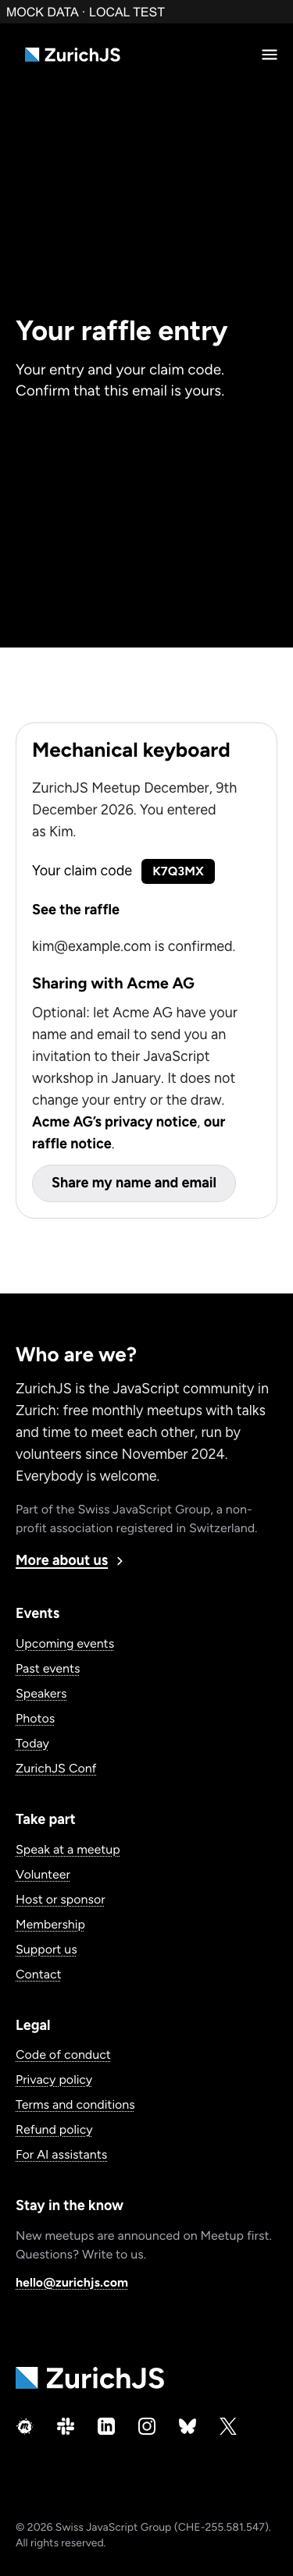 MOCK DATA · LOCAL TEST
ZurichJS
Your raffle entry
Your entry and your claim code.
Confirm that this email is yours.
Mechanical keyboard
ZurichJS Meetup December, 9th
December 2026. You entered
as Kim.
Your claim code K7Q3MX
See the raffle
kim@example.com is confirmed.
Sharing with Acme AG
Optional: let Acme AG have your
name and email to send you an
invitation to their JavaScript
workshop in January. It does not
change your entry or the draw.
Acme AG’s privacy notice, our
raffle notice.
Share my name and email
Who are we?
ZurichJS is the JavaScript community in
Zurich: free monthly meetups with talks
and time to meet each other, run by
volunteers since November 2024.
Everybody is welcome.
Part of the Swiss JavaScript Group, a non-
profit association registered in Switzerland.
More about us
Events
Upcoming events
Past events
Speakers
Photos
Today
ZurichJS Conf
Take part
Speak at a meetup
Volunteer
Host or sponsor
Membership
Support us
Contact
Legal
Code of conduct
Privacy policy
Terms and conditions
Refund policy
For AI assistants
Stay in the know
New meetups are announced on Meetup first.
Questions? Write to us.
hello@zurichjs.com
ZurichJS
© 2026 Swiss JavaScript Group (CHE-255.581.547).
All rights reserved.